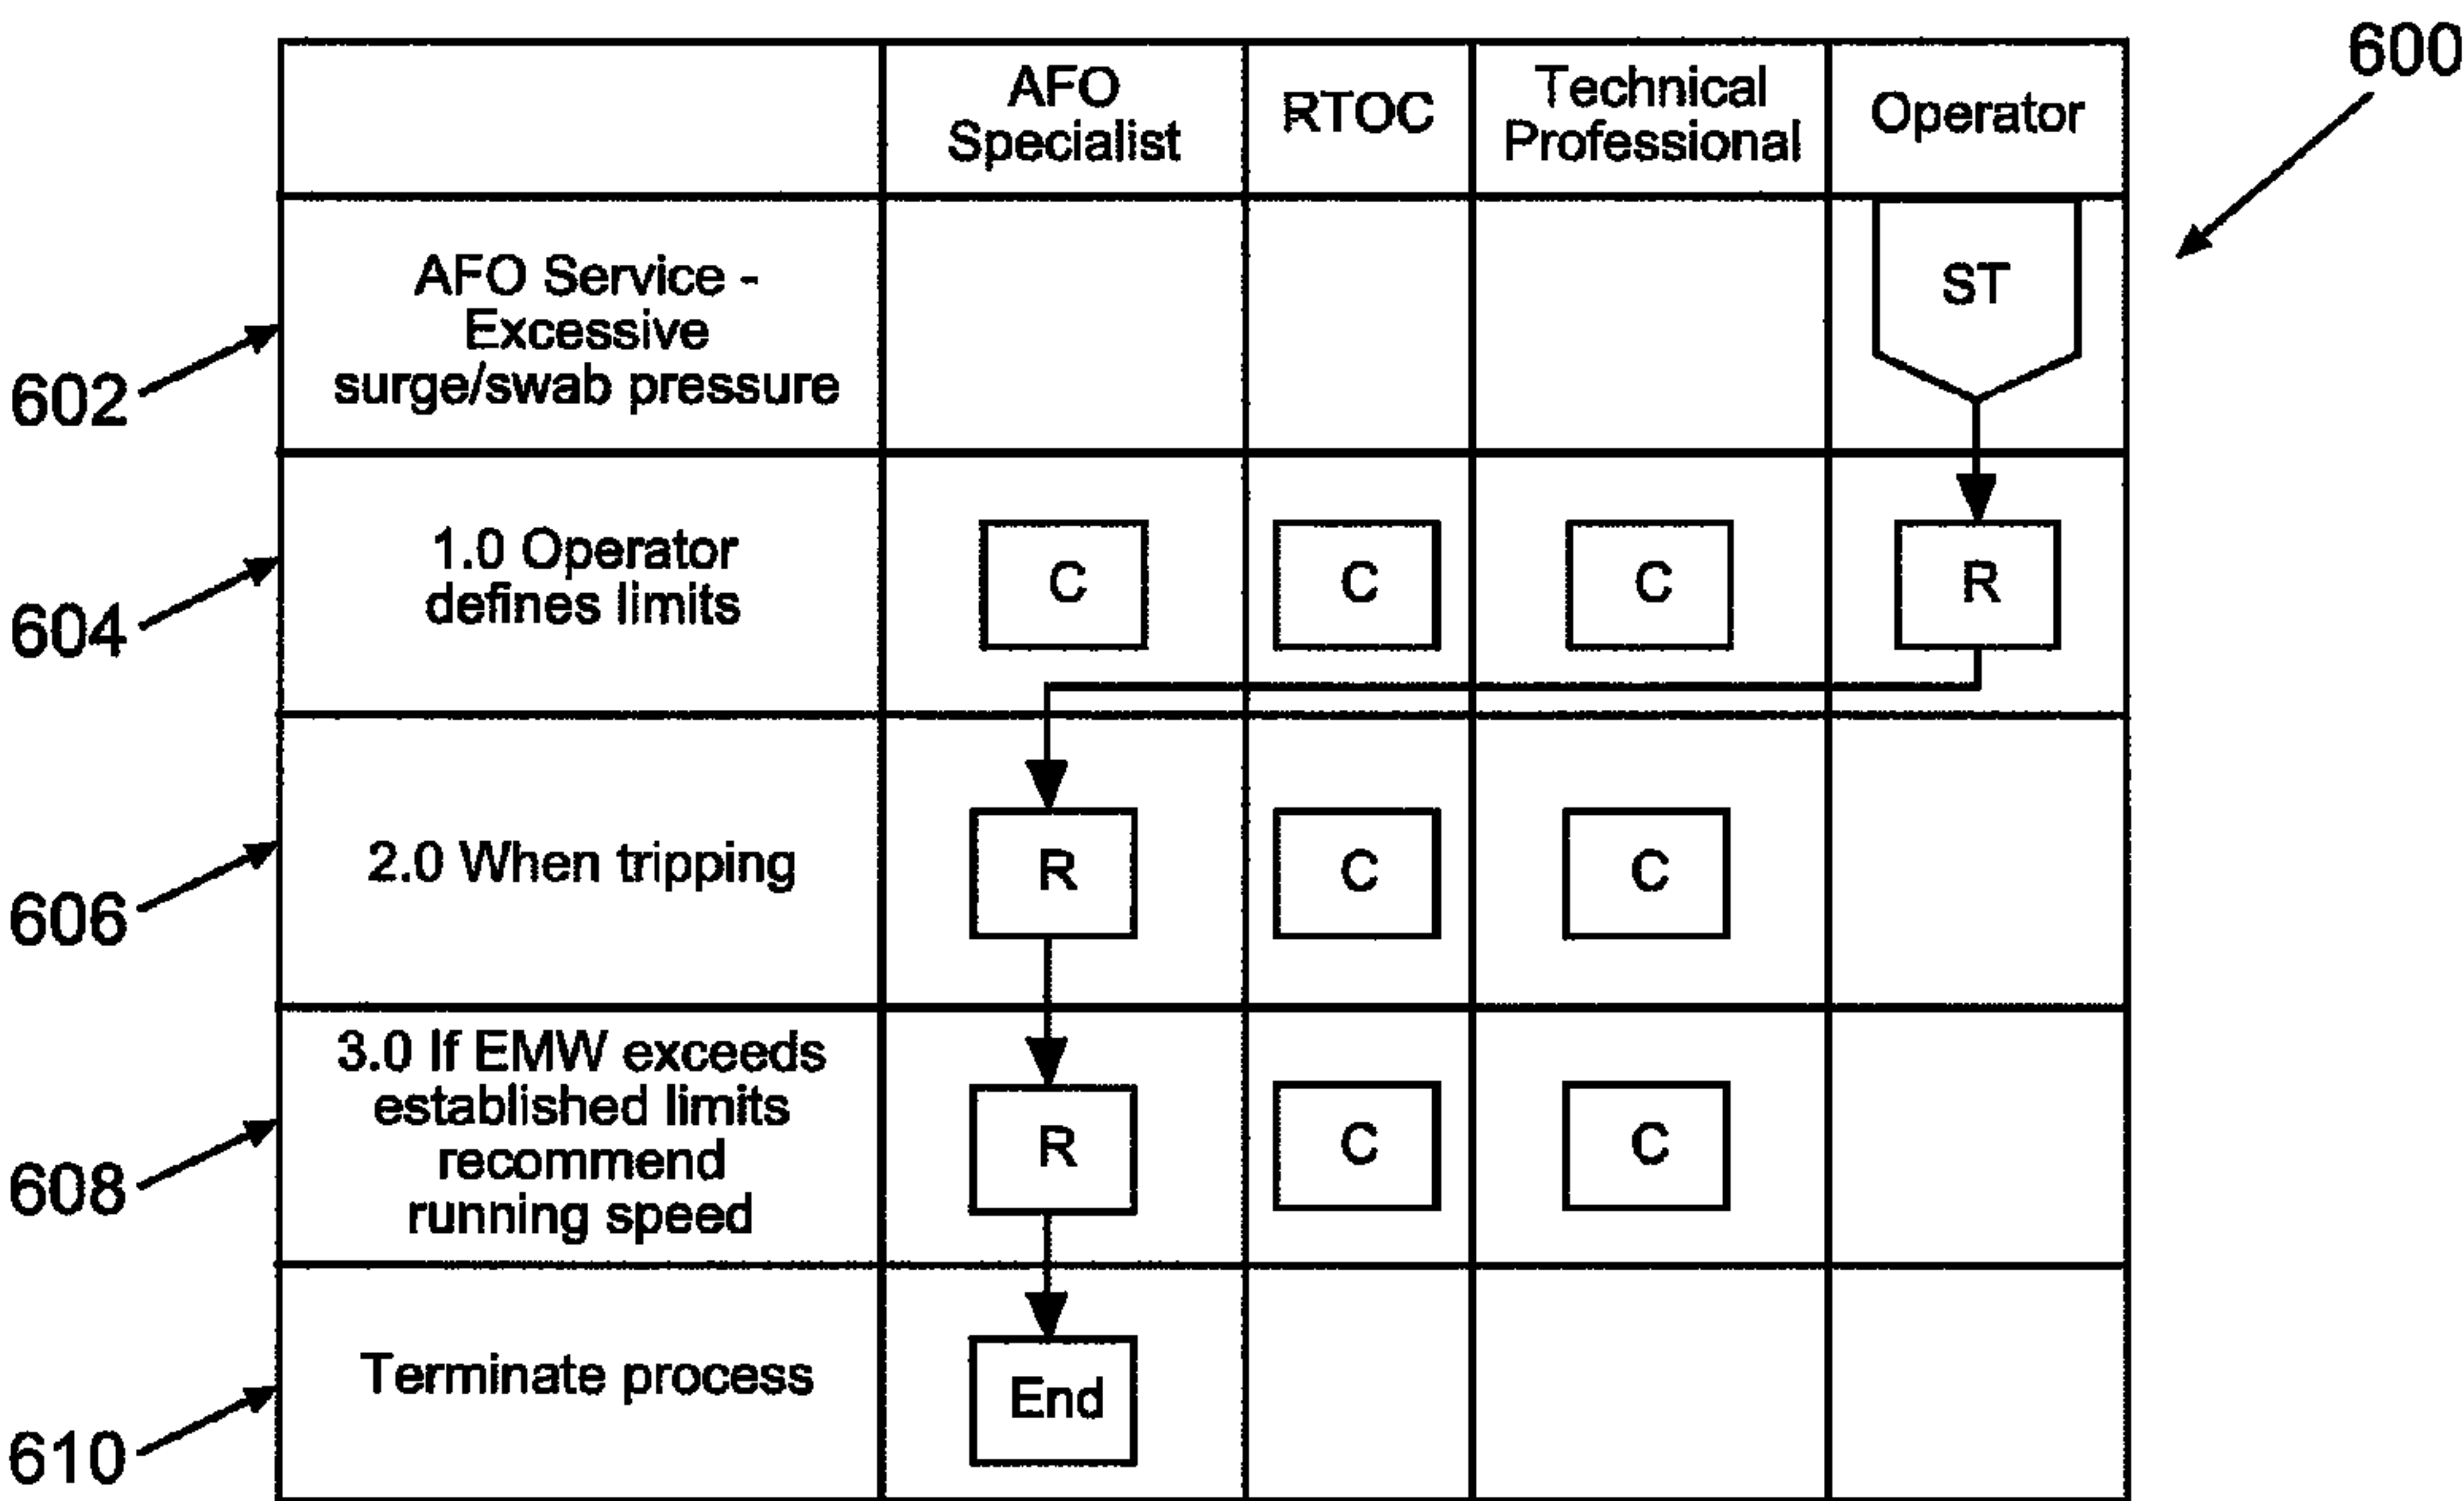 600
AFO
Specialist
RTOC
Technical
Professional
Operator
602
AFO Service -
Excessive
surge/swab pressure
ST
604
1.0 Operator
defines limits
C
C
C
R
606
2.0 When tripping
R
C
C
608
3.0 If EMW exceeds
established limits
recommend
running speed
R
C
C
610
Terminate process
End